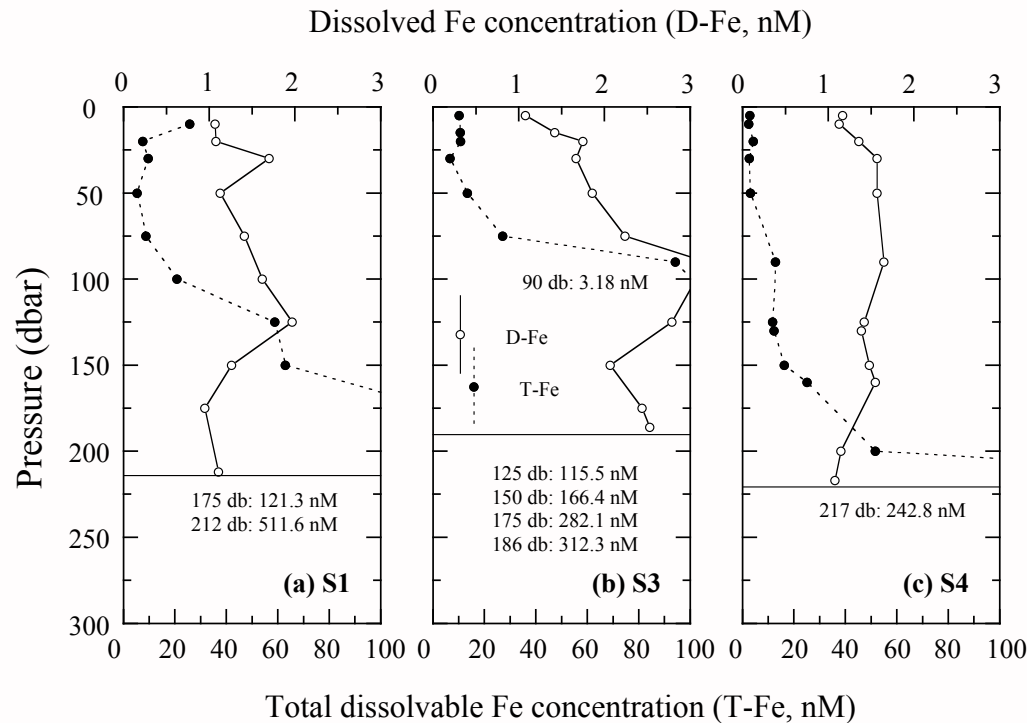 Dissolved Fe concentration (D-Fe, nM)
0 1 2 3 0 1 2 3 0 1 2 3
0
50
100
150
200
250
300
Pressure (dbar)
90 db: 3.18 nM
D-Fe
T-Fe
175 db: 121.3 nM
212 db: 511.6 nM
125 db: 115.5 nM
150 db: 166.4 nM
175 db: 282.1 nM
186 db: 312.3 nM
217 db: 242.8 nM
(a) S1
(b) S3
(c) S4
0 20 40 60 80 100 0 20 40 60 80 100 0 20 40 60 80 100
Total dissolvable Fe concentration (T-Fe, nM)